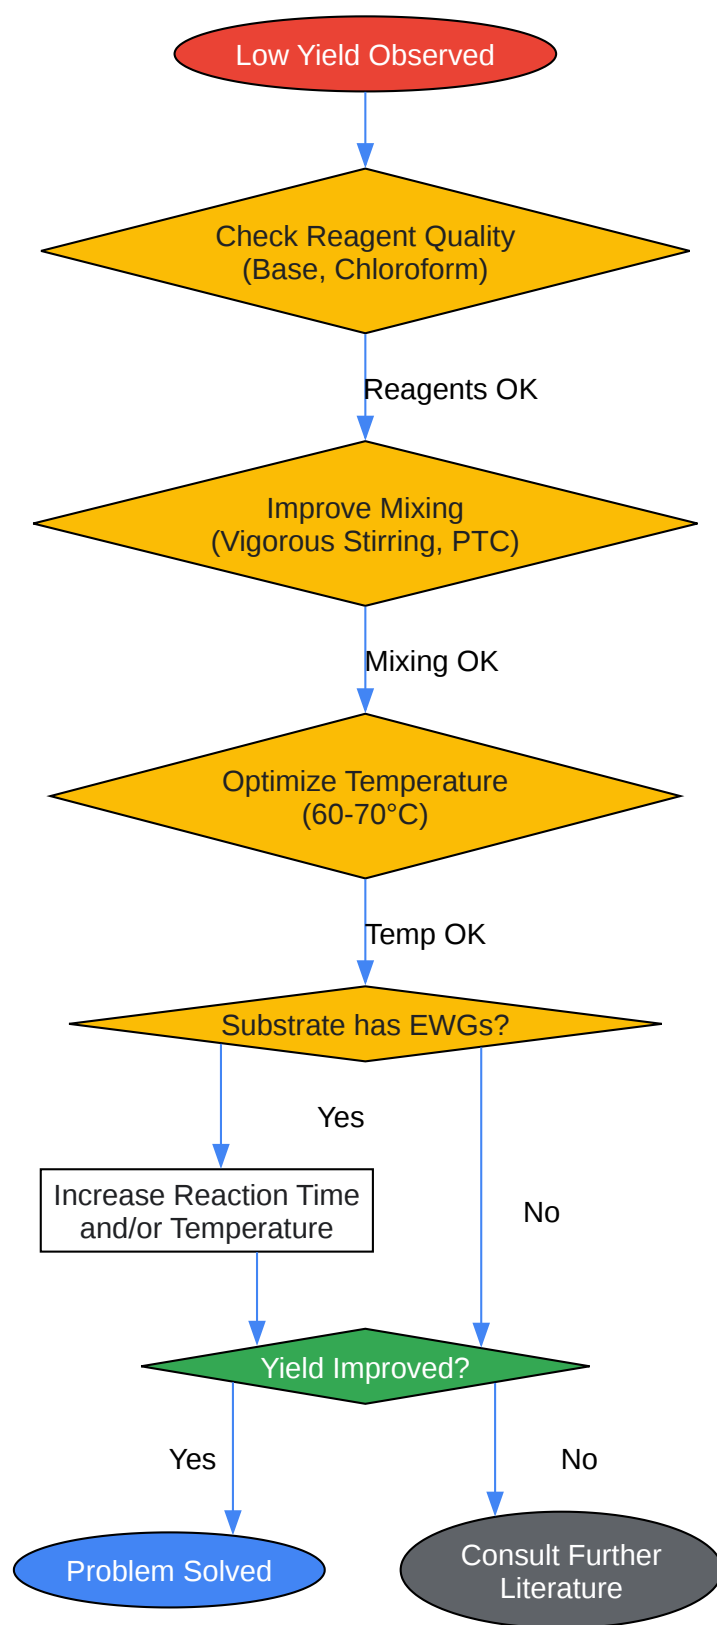 Low Yield Observed
Check Reagent Quality
(Base, Chloroform)
Reagents OK
Improve Mixing
(Vigorous Stirring, PTC)
Mixing OK
Optimize Temperature
(60-70°C)
Temp OK
Substrate has EWGs?
Yes
Increase Reaction Time
and/or Temperature
No
Yield Improved?
Yes
No
Problem Solved
Consult Further
Literature